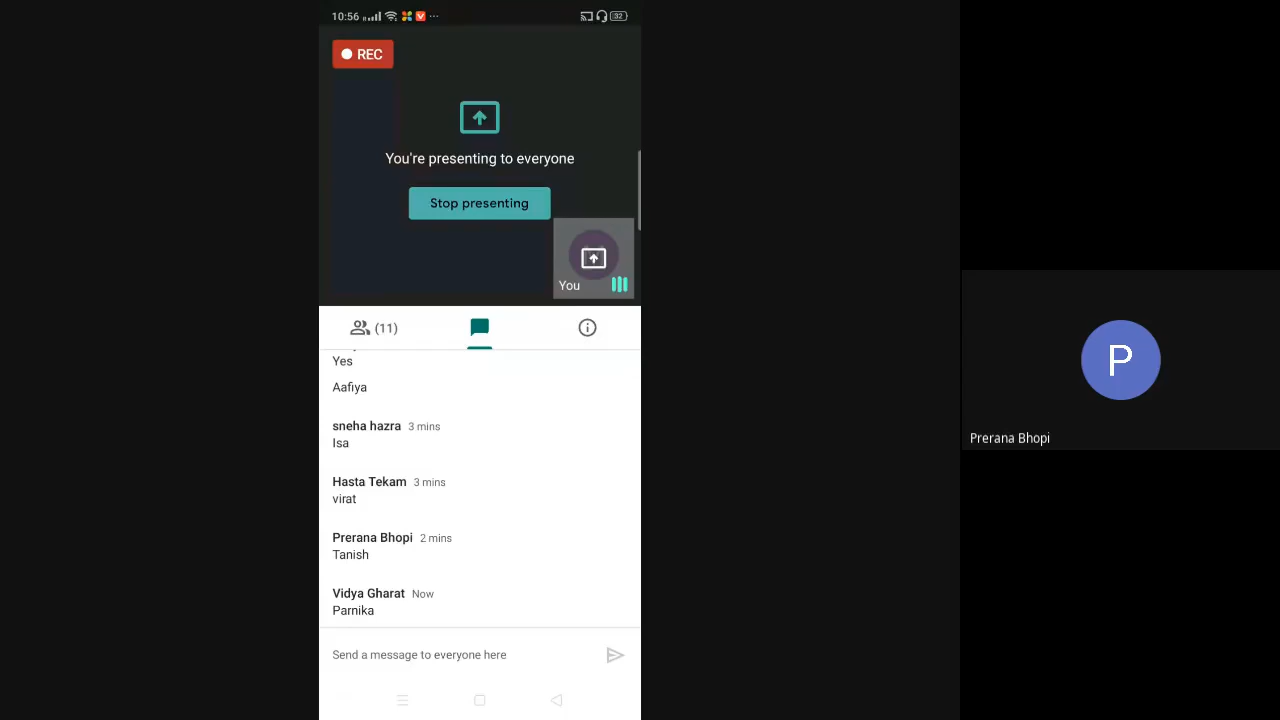 10:56
32
REC
You're presenting to everyone
Stop presenting
You
(11)
Yes
Aafiya
sneha hazra 3 mins
Isa
Hasta Tekam 3 mins
virat
Prerana Bhopi 2 mins
Tanish
Vidya Gharat Now
Parnika
Send a message to everyone here
P
Prerana Bhopi